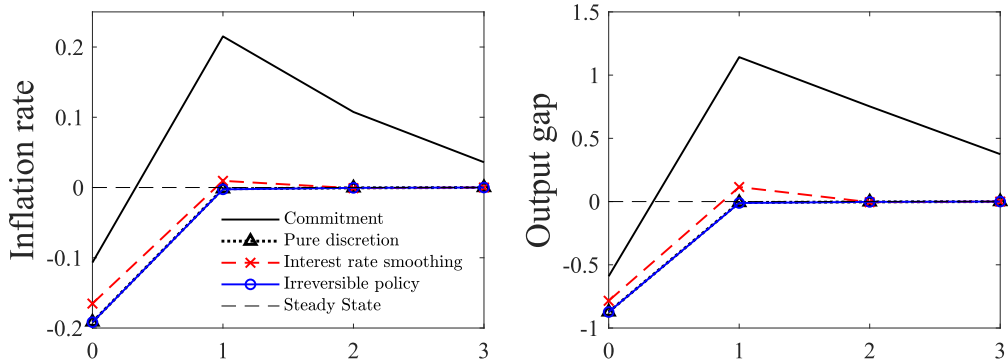 Inflation rate
0.2
0.1
0
-0.1
-0.2
0 1 2 3
Commitment
Pure discretion
Interest rate smoothing
Irreversible policy
Steady State
Output gap
1.5
1
0.5
0
-0.5
-1
0 1 2 3